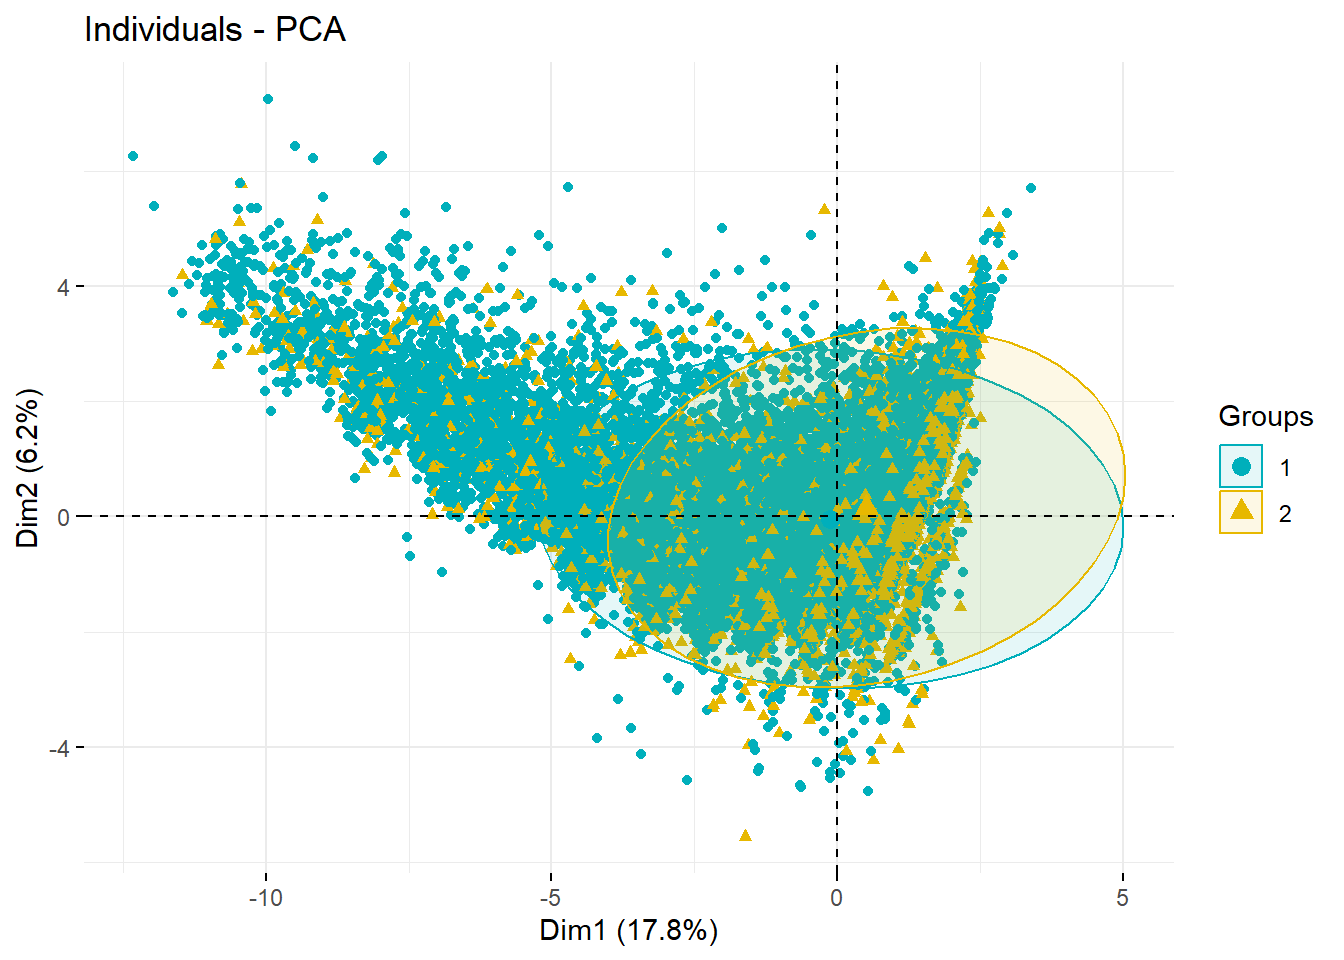 Individuals - PCA
4
0
-4
-10
-5
0
5
Dim1 (17.8%)
Dim2 (6.2%)
Groups
1
2